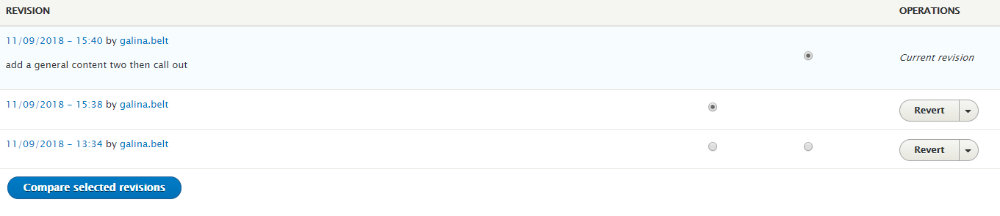 REVISION OPERATIONS
11/09/2018 – 15:40 by galina.belt
add a general content two then call out
Current revision
11/09/2018 – 15:38 by galina.belt
Revert
11/09/2018 – 13:34 by galina.belt
Revert
Compare selected revisions